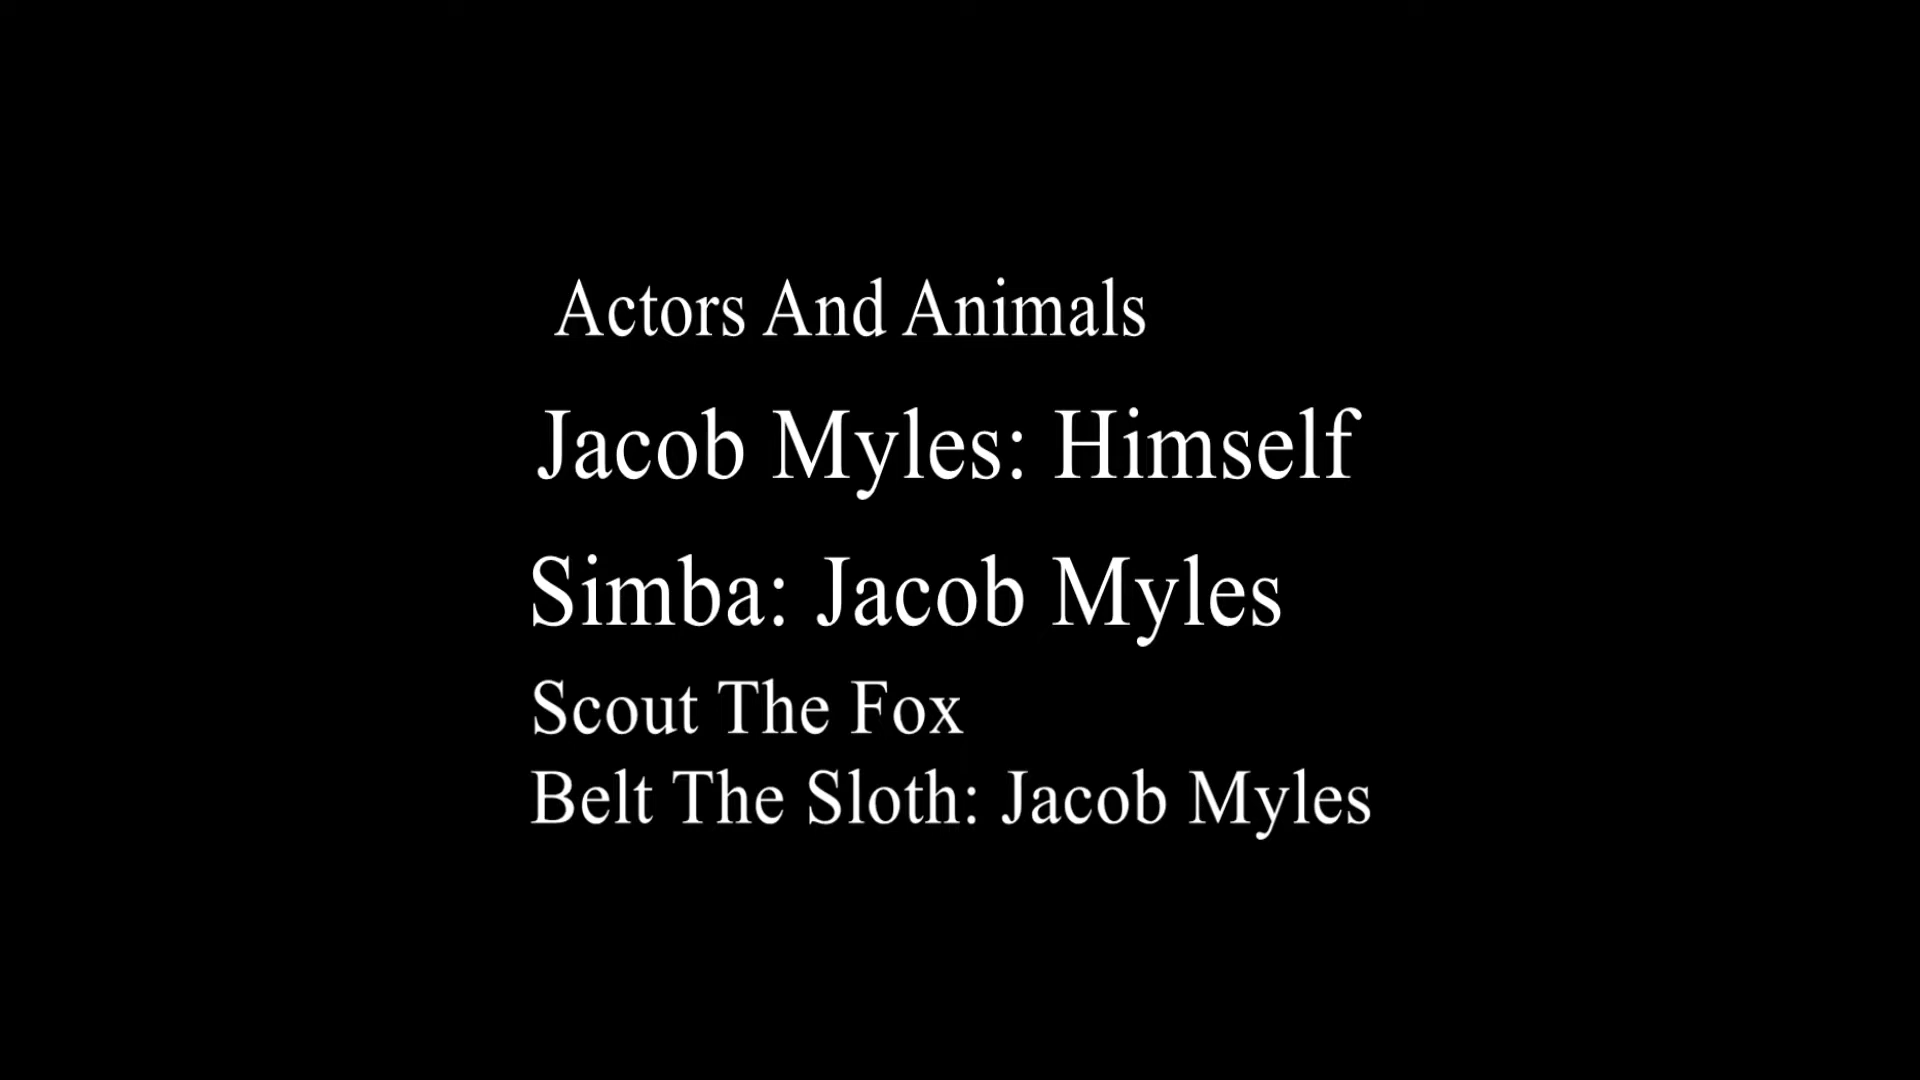 Actors And Animals
Jacob Myles: Himself
Simba: Jacob Myles
Scout The Fox
Belt The Sloth: Jacob Myles